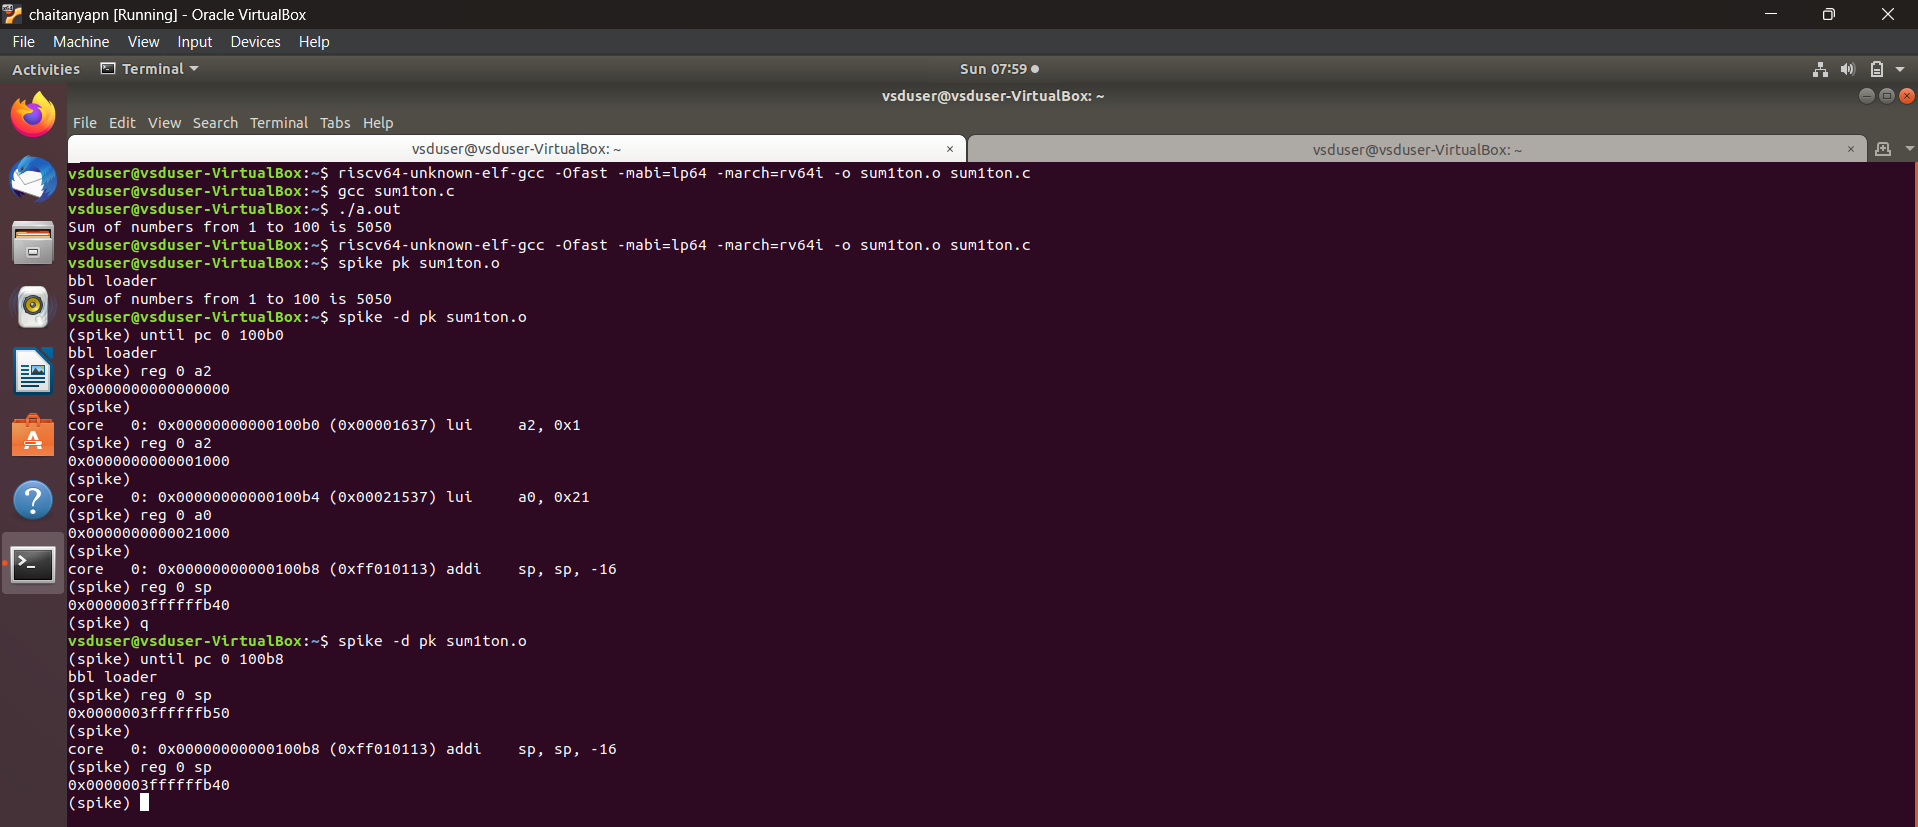 chaitanyapn [Running] - Oracle VirtualBox
File Machine View Input Devices Help
Activities Terminal Sun 07:59
vsduser@vsduser-VirtualBox: ~
File Edit View Search Terminal Tabs Help
vsduser@vsduser-VirtualBox: ~ × vsduser@vsduser-VirtualBox: ~ ×
vsduser@vsduser-VirtualBox:~$ riscv64-unknown-elf-gcc -Ofast -mabi=lp64 -march=rv64i -o sum1ton.o sum1ton.c
vsduser@vsduser-VirtualBox:~$ gcc sum1ton.c
vsduser@vsduser-VirtualBox:~$ ./a.out
Sum of numbers from 1 to 100 is 5050
vsduser@vsduser-VirtualBox:~$ riscv64-unknown-elf-gcc -Ofast -mabi=lp64 -march=rv64i -o sum1ton.o sum1ton.c
vsduser@vsduser-VirtualBox:~$ spike pk sum1ton.o
bbl loader
Sum of numbers from 1 to 100 is 5050
vsduser@vsduser-VirtualBox:~$ spike -d pk sum1ton.o
(spike) until pc 0 100b0
bbl loader
(spike) reg 0 a2
0x0000000000000000
(spike)
core   0: 0x00000000000100b0 (0x00001637) lui     a2, 0x1
(spike) reg 0 a2
0x0000000000001000
(spike)
core   0: 0x00000000000100b4 (0x00021537) lui     a0, 0x21
(spike) reg 0 a0
0x0000000000021000
(spike)
core   0: 0x00000000000100b8 (0xff010113) addi    sp, sp, -16
(spike) reg 0 sp
0x0000003ffffffb40
(spike) q
vsduser@vsduser-VirtualBox:~$ spike -d pk sum1ton.o
(spike) until pc 0 100b8
bbl loader
(spike) reg 0 sp
0x0000003ffffffb50
(spike)
core   0: 0x00000000000100b8 (0xff010113) addi    sp, sp, -16
(spike) reg 0 sp
0x0000003ffffffb40
(spike)